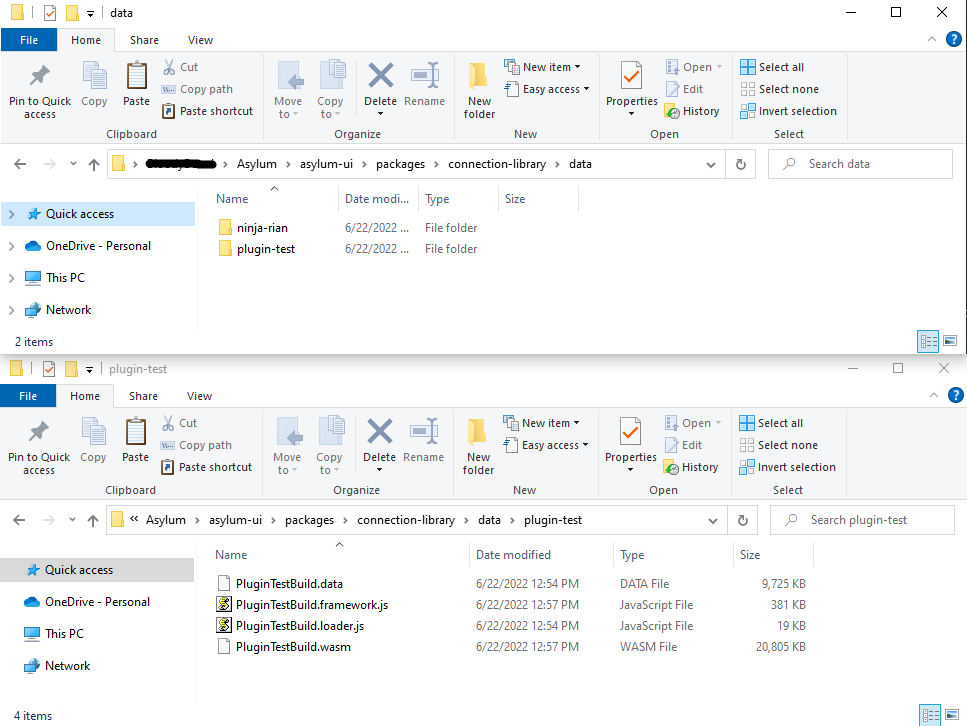 data
File Home Share View
Pin to Quick access
Copy
Paste
Cut
Copy path
Paste shortcut
Clipboard
Move to
Copy to
Delete
Rename
Organize
New folder
New item
Easy access
New
Properties
Open
Edit
History
Open
Select all
Select none
Invert selection
Select
Asylum asylum-ui packages connection-library data
Search data
Name Date modi... Type Size
Quick access
OneDrive - Personal
This PC
Network
ninja-rian 6/22/2022 ... File folder
plugin-test 6/22/2022 ... File folder
2 items
plugin-test
File Home Share View
Pin to Quick access
Copy
Paste
Cut
Copy path
Paste shortcut
Clipboard
Move to
Copy to
Delete
Rename
Organize
New folder
New item
Easy access
New
Properties
Open
Edit
History
Open
Select all
Select none
Invert selection
Select
« Asylum asylum-ui packages connection-library data plugin-test
Search plugin-test
Name Date modified Type Size
Quick access
OneDrive - Personal
This PC
Network
PluginTestBuild.data 6/22/2022 12:54 PM DATA File 9,725 KB
PluginTestBuild.framework.js 6/22/2022 12:57 PM JavaScript File 381 KB
PluginTestBuild.loader.js 6/22/2022 12:54 PM JavaScript File 19 KB
PluginTestBuild.wasm 6/22/2022 12:57 PM WASM File 20,805 KB
4 items